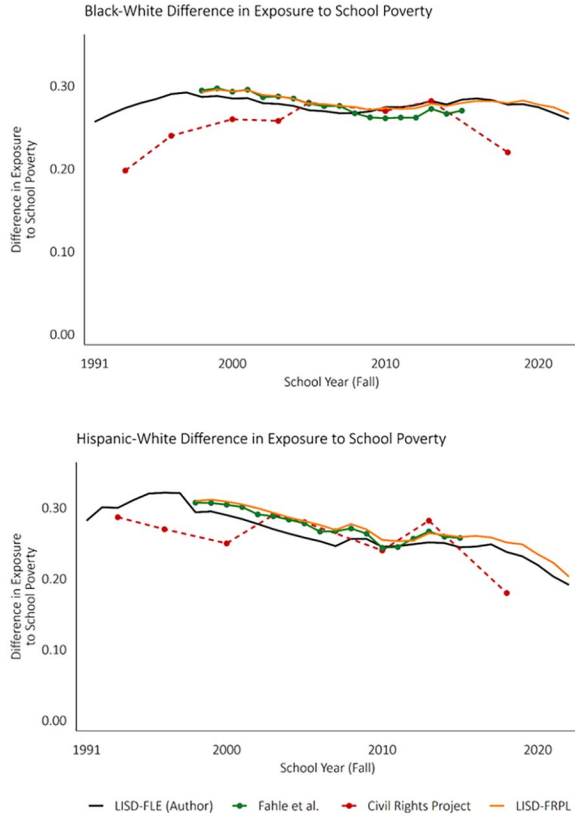 Black-White Difference in Exposure to School Poverty
Difference in Exposure
to School Poverty
0.30
0.20
0.10
0.00
1991
2000
2010
2020
School Year (Fall)
Hispanic-White Difference in Exposure to School Poverty
Difference in Exposure
to School Poverty
0.30
0.20
0.10
0.00
1991
2000
2010
2020
School Year (Fall)
LISD-FLE (Author)
Fahle et al.
Civil Rights Project
LISD-FRPL